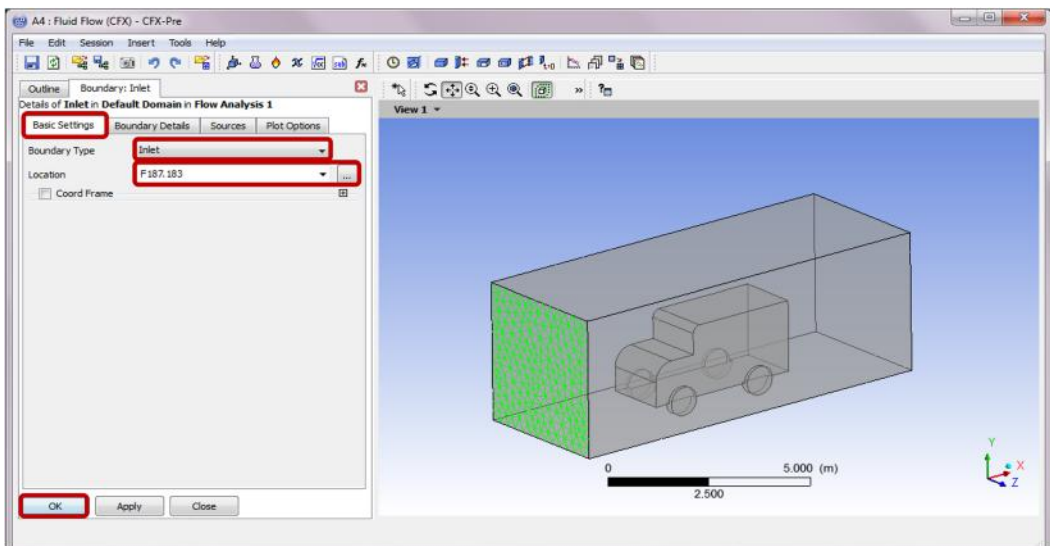 A4 : Fluid Flow (CFX) - CFX-Pre
File Edit Session Insert Tools Help
Outline Boundary: Inlet
Details of Inlet in Default Domain in Flow Analysis 1
Basic Settings Boundary Details Sources Plot Options
Boundary Type Inlet
Location F187.183 ...
Coord Frame
OK Apply Close
View 1
0 5.000 (m)
2.500
Y
X
Z